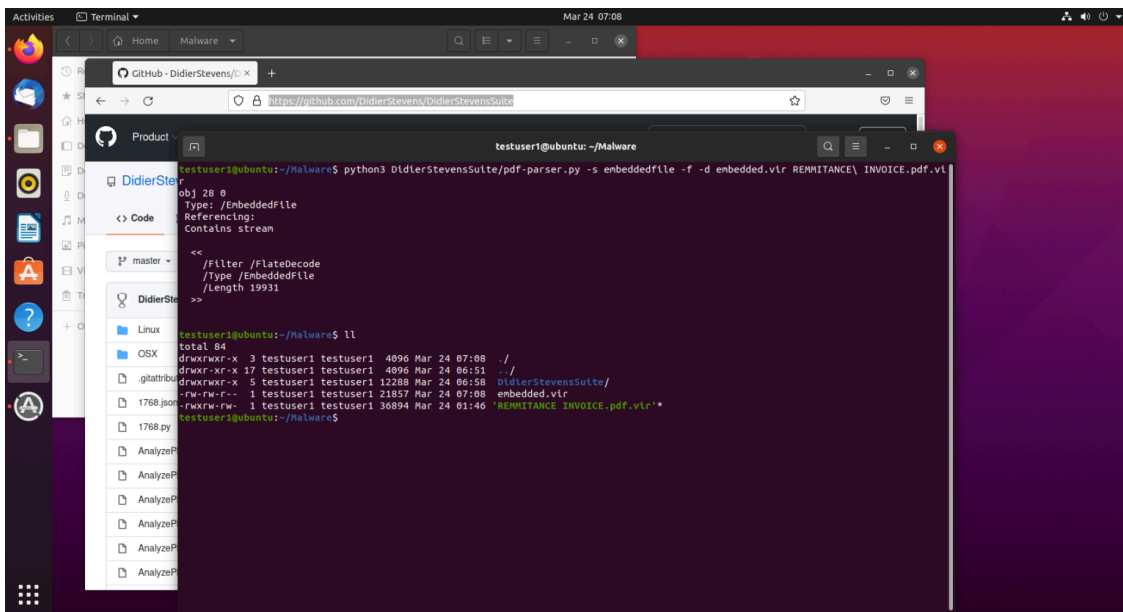 Activities
Terminal
Mar 24 07:08
Home Malware
GitHub - DidierStevens/D
https://github.com/DidierStevens/DidierStevensSuite
Product
testuser1@ubuntu: ~/Malware
testuser1@ubuntu:~/Malware$ python3 DidierStevensSuite/pdf-parser.py -s embeddedfile -f -d embedded.vir REMMITANCE\ INVOICE.pdf.vi
r
obj 28 0
Type: /EmbeddedFile
Referencing:
Contains stream
<<
/Filter /FlateDecode
/Type /EmbeddedFile
/Length 19931
>>
testuser1@ubuntu:~/Malware$ ll
total 84
drwxrwxr-x 3 testuser1 testuser1 4096 Mar 24 07:08 ./
drwxr-xr-x 17 testuser1 testuser1 4096 Mar 24 06:51 ../
drwxrwxr-x 5 testuser1 testuser1 12288 Mar 24 06:58 DidierStevensSuite/
-rw-rw-r-- 1 testuser1 testuser1 21857 Mar 24 07:08 embedded.vir
-rwxrw-rw- 1 testuser1 testuser1 36894 Mar 24 01:46 'REMMITANCE INVOICE.pdf.vir'*
testuser1@ubuntu:~/Malware$
DidierStev
<> Code
master
DidierSte
Linux
OSX
.gitattribu
1768.json
1768.py
AnalyzeP
AnalyzeP
AnalyzeP
AnalyzeP
AnalyzeP
AnalyzeP